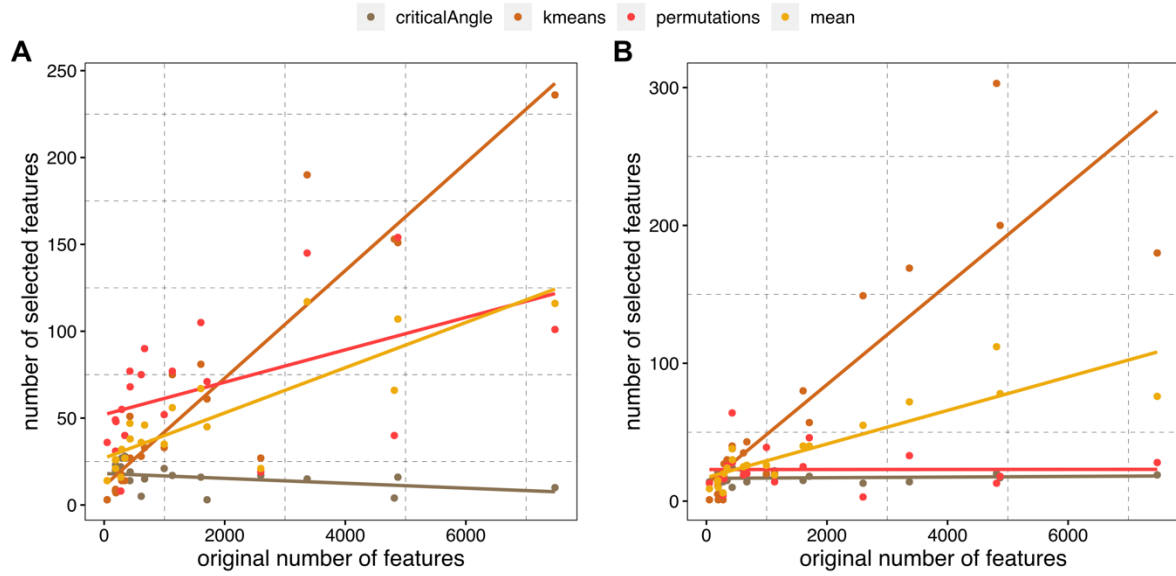 criticalAngle kmeans permutations mean
A
B
number of selected features
250
200
150
100
50
0
0 2000 4000 6000
original number of features
number of selected features
300
200
100
0
0 2000 4000 6000
original number of features